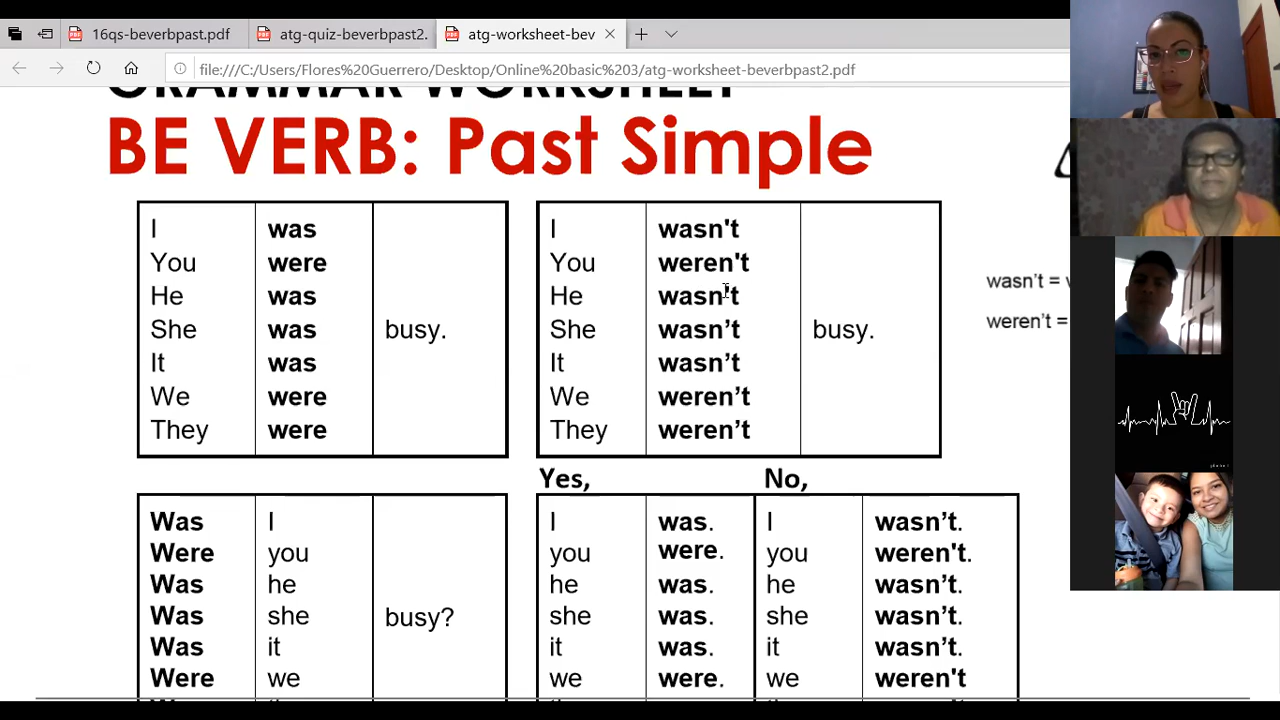 16qs-beverbpast.pdf
atg-quiz-beverbpast2.
atg-worksheet-bev
file:///C:/Users/Flores%20Guerrero/Desktop/Online%20basic%203/atg-worksheet-beverbpast2.pdf
GRAMMAR WORKSHEET
BE VERB: Past Simple
I was
You were
He was
She was busy.
It was
We were
They were
I wasn't
You weren't
He wasn't
She wasn’t busy.
It wasn’t
We weren’t
They weren’t
wasn’t =
weren’t =
Yes, No,
Was I
Were you
Was he
Was she busy?
Was it
Were we
I was. I wasn’t.
you were. you weren't.
he was. he wasn’t.
she was. she wasn’t.
it was. it wasn’t.
we were. we weren't